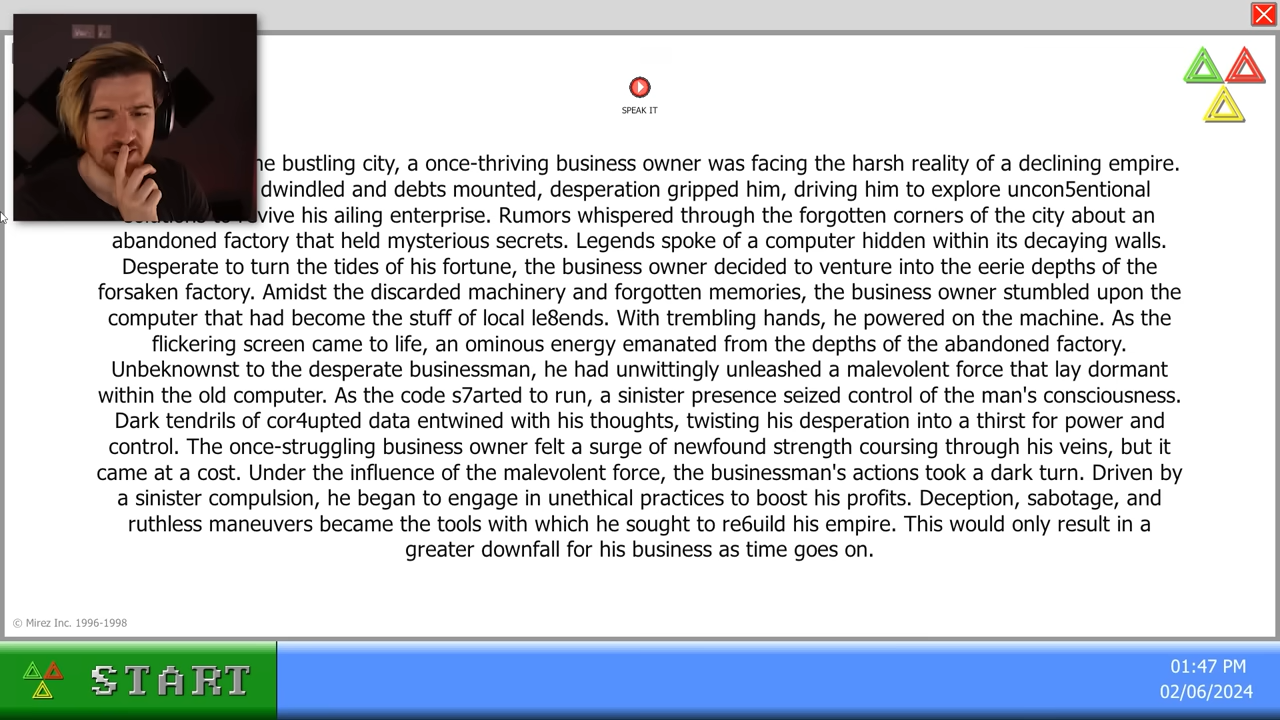 SPEAK IT
bustling city, a once-thriving business owner was facing the harsh reality of a declining empire.
dwindled and debts mounted, desperation gripped him, driving him to explore uncon5entional
his ailing enterprise. Rumors whispered through the forgotten corners of the city about an
abandoned factory that held mysterious secrets. Legends spoke of a computer hidden within its decaying walls.
Desperate to turn the tides of his fortune, the business owner decided to venture into the eerie depths of the
forsaken factory. Amidst the discarded machinery and forgotten memories, the business owner stumbled upon the
computer that had become the stuff of local le8ends. With trembling hands, he powered on the machine. As the
flickering screen came to life, an ominous energy emanated from the depths of the abandoned factory.
Unbeknownst to the desperate businessman, he had unwittingly unleashed a malevolent force that lay dormant
within the old computer. As the code s7arted to run, a sinister presence seized control of the man's consciousness.
Dark tendrils of cor4upted data entwined with his thoughts, twisting his desperation into a thirst for power and
control. The once-struggling business owner felt a surge of newfound strength coursing through his veins, but it
came at a cost. Under the influence of the malevolent force, the businessman's actions took a dark turn. Driven by
a sinister compulsion, he began to engage in unethical practices to boost his profits. Deception, sabotage, and
ruthless maneuvers became the tools with which he sought to re6uild his empire. This would only result in a
greater downfall for his business as time goes on.
© Mirez Inc. 1996-1998
START
01:47 PM
02/06/2024